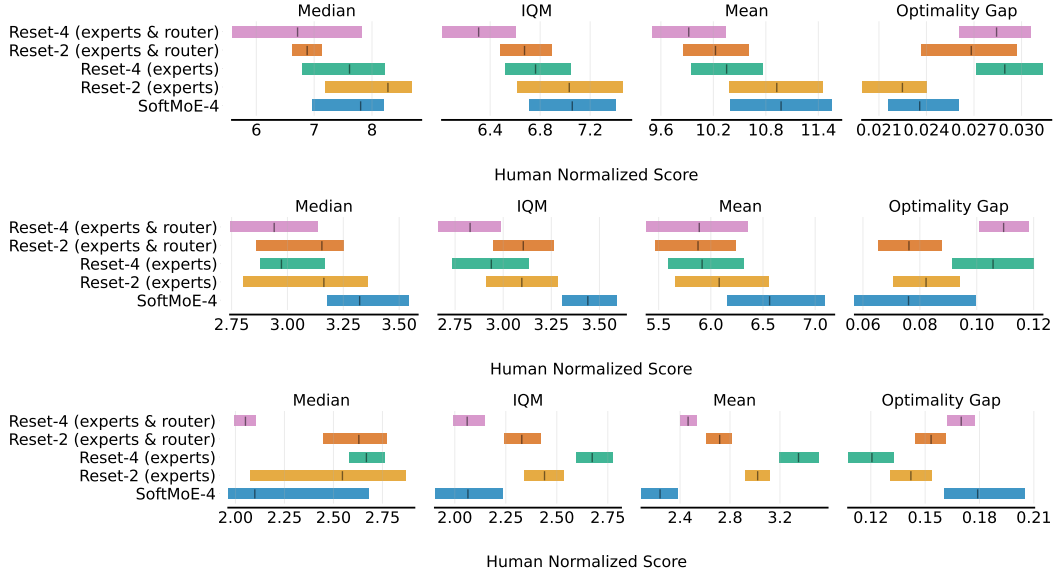 Median IQM Mean Optimality Gap
Reset-4 (experts & router)
Reset-2 (experts & router)
Reset-4 (experts)
Reset-2 (experts)
SoftMoE-4
6 7 8 6.4 6.8 7.2 9.6 10.2 10.8 11.4 0.021 0.024 0.027 0.030
Human Normalized Score
Median IQM Mean Optimality Gap
Reset-4 (experts & router)
Reset-2 (experts & router)
Reset-4 (experts)
Reset-2 (experts)
SoftMoE-4
2.75 3.00 3.25 3.50 2.75 3.00 3.25 3.50 5.5 6.0 6.5 7.0 0.06 0.08 0.10 0.12
Human Normalized Score
Median IQM Mean Optimality Gap
Reset-4 (experts & router)
Reset-2 (experts & router)
Reset-4 (experts)
Reset-2 (experts)
SoftMoE-4
2.00 2.25 2.50 2.75 2.00 2.25 2.50 2.75 2.4 2.8 3.2 0.12 0.15 0.18 0.21
Human Normalized Score